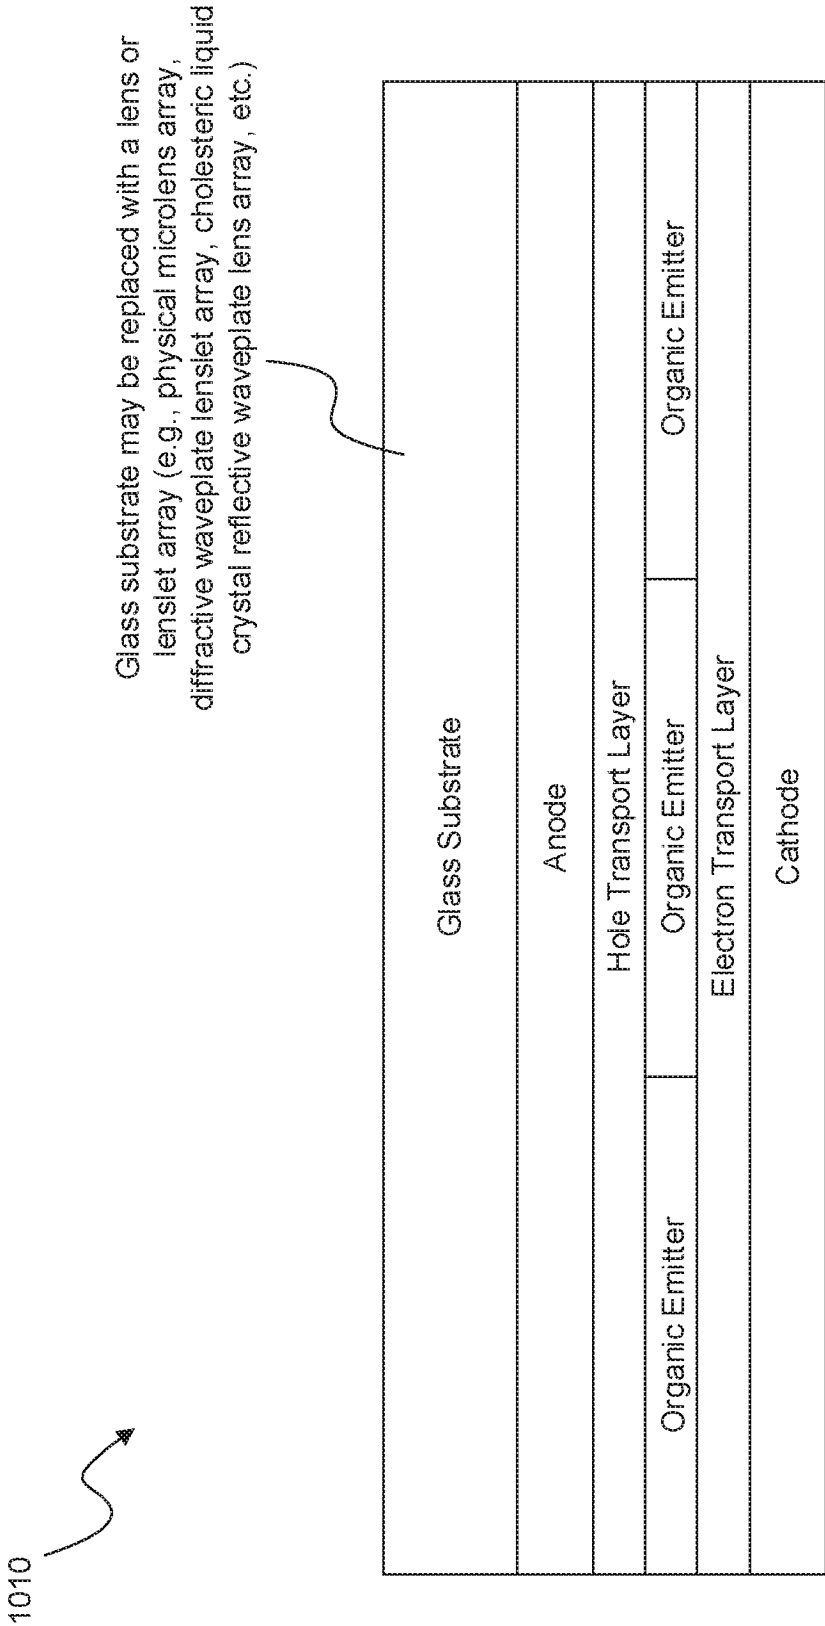 1010
Glass substrate may be replaced with a lens or
lenslet array (e.g., physical microlens array,
diffractive waveplate lenslet array, cholesteric liquid
crystal reflective waveplate lens array, etc.)
Glass Substrate
Anode
Hole Transport Layer
Organic Emitter
Organic Emitter
Organic Emitter
Electron Transport Layer
Cathode